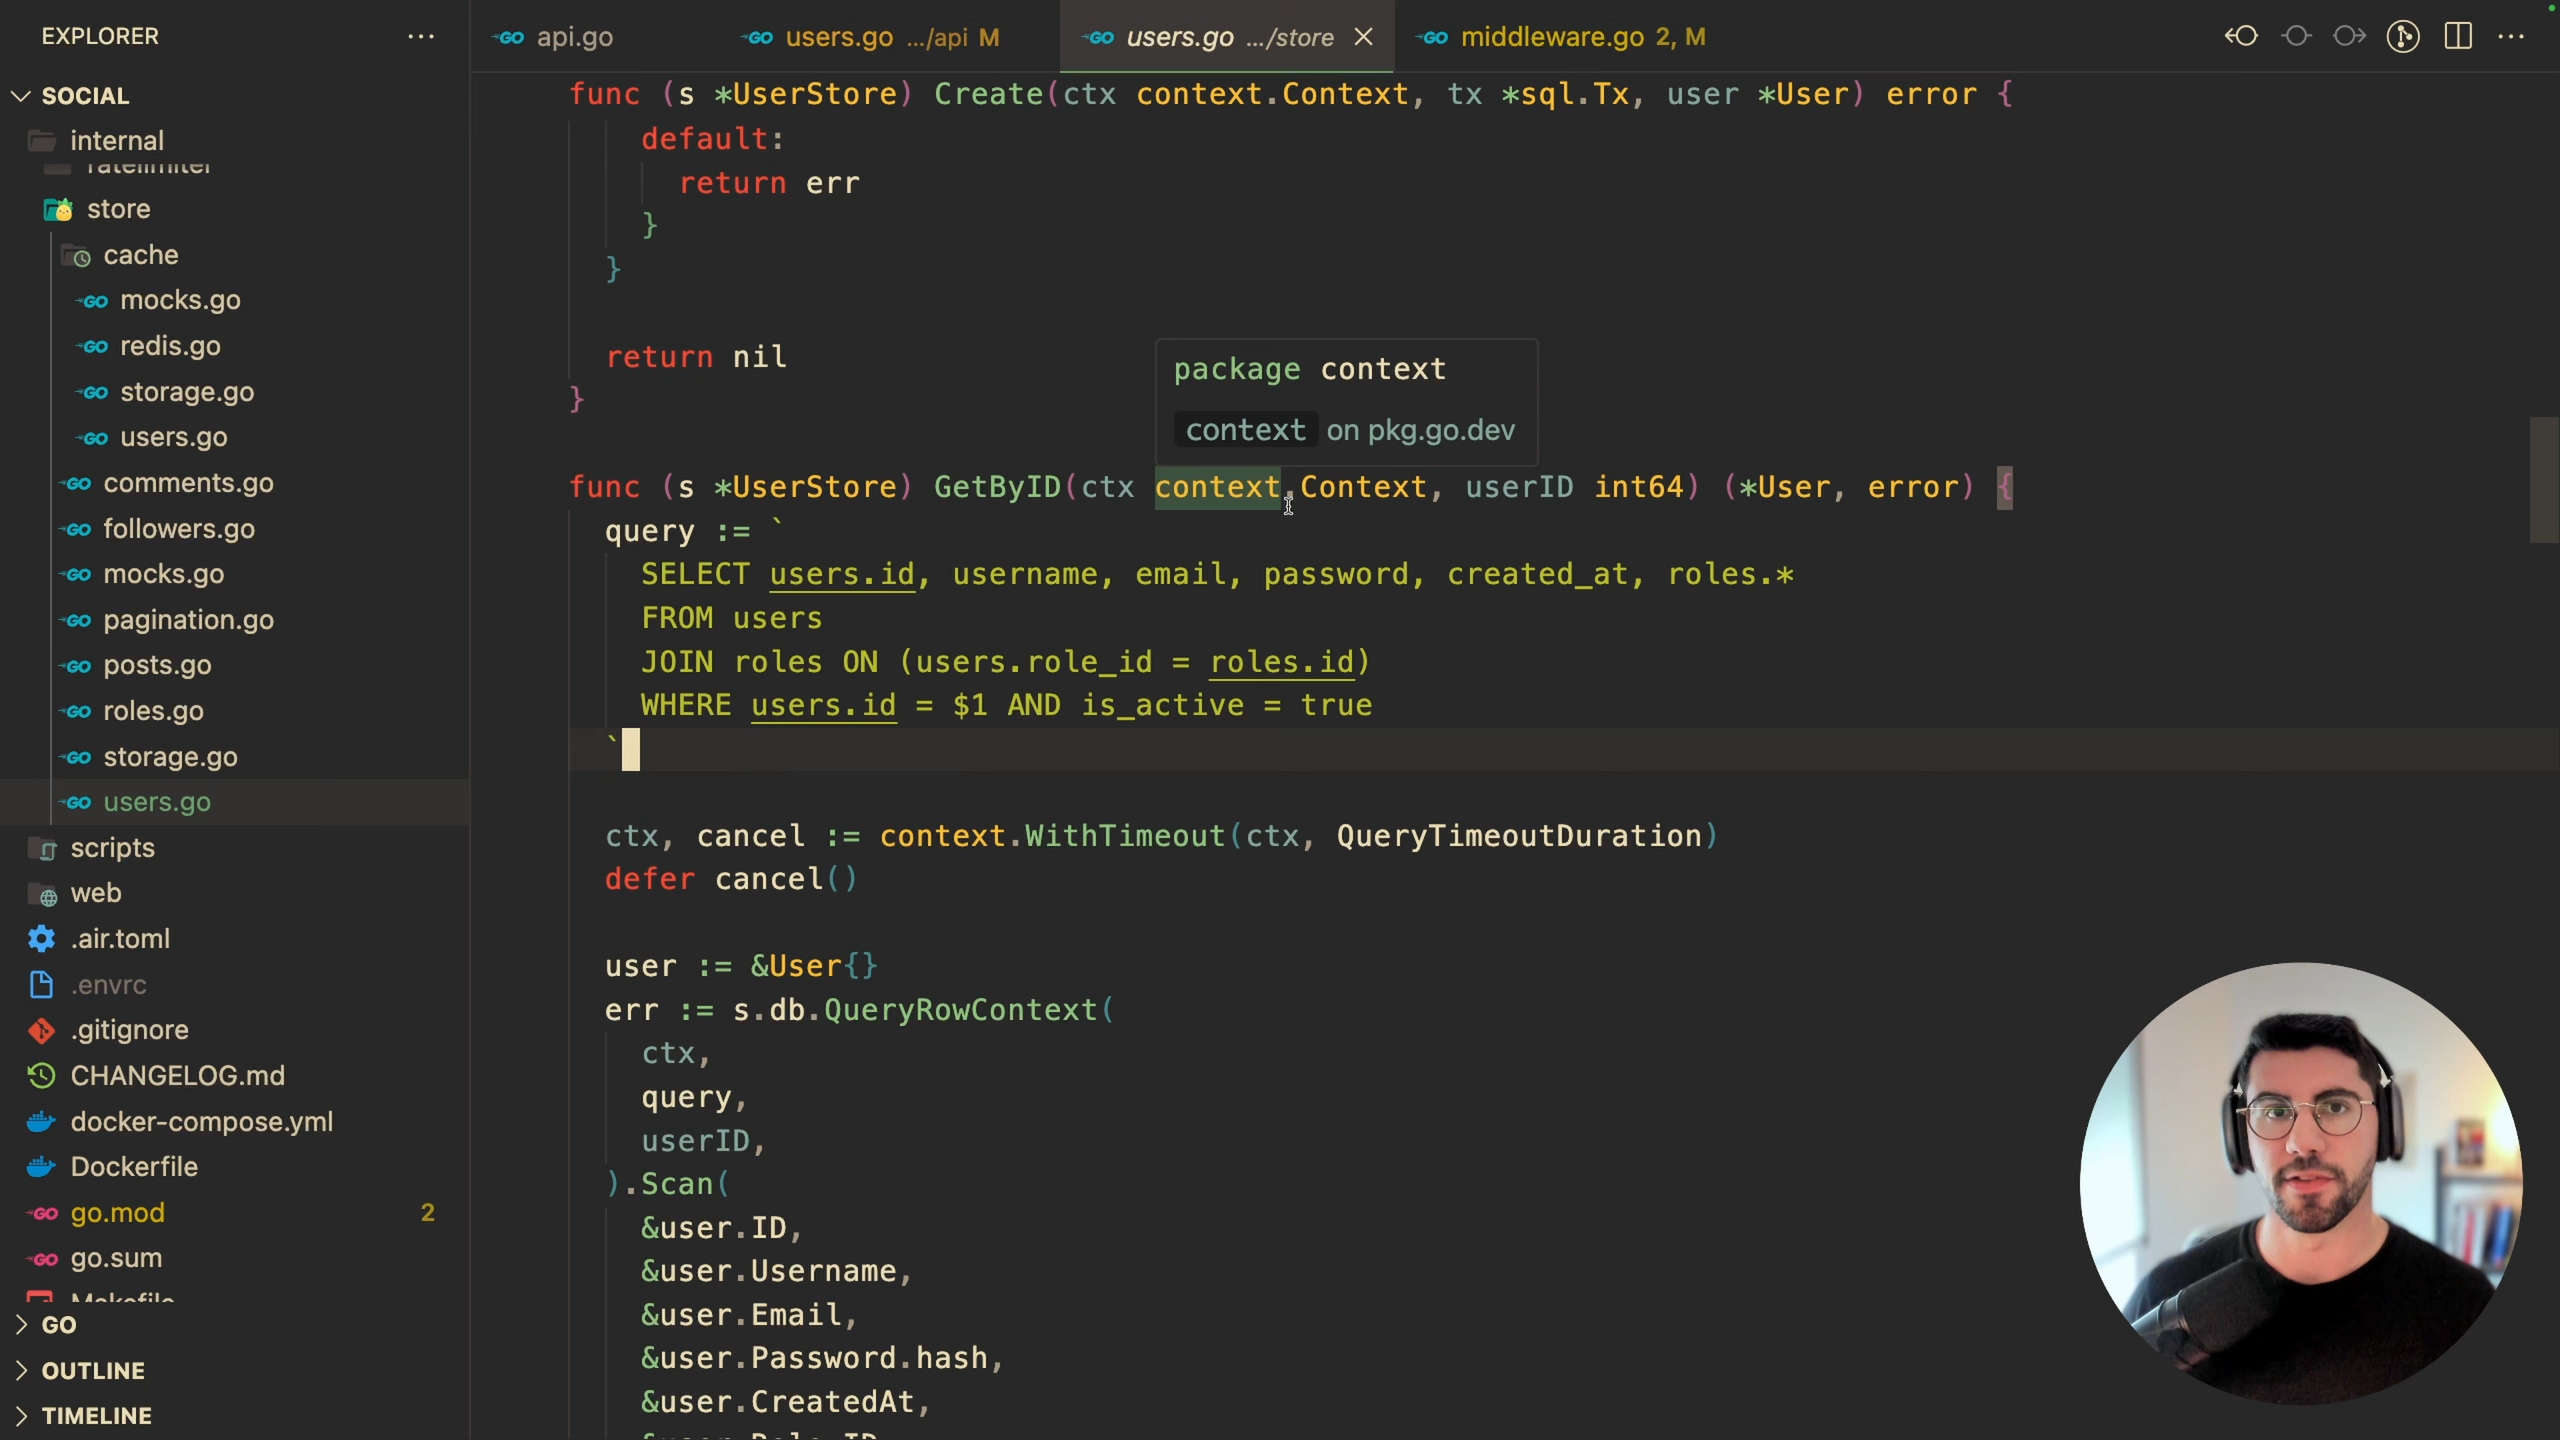 EXPLORER
SOCIAL
internal
ratelimiter
store
cache
mocks.go
redis.go
storage.go
users.go
comments.go
followers.go
mocks.go
pagination.go
posts.go
roles.go
storage.go
users.go
scripts
web
.air.toml
.envrc
.gitignore
CHANGELOG.md
docker-compose.yml
Dockerfile
go.mod 2
go.sum
Makefile
GO
OUTLINE
TIMELINE
api.go users.go .../api M users.go .../store middleware.go 2, M
func (s *UserStore) Create(ctx context.Context, tx *sql.Tx, user *User) error {
default:
return err
}
}
return nil
}
package context
context on pkg.go.dev
func (s *UserStore) GetByID(ctx context.Context, userID int64) (*User, error) {
query := `
SELECT users.id, username, email, password, created_at, roles.*
FROM users
JOIN roles ON (users.role_id = roles.id)
WHERE users.id = $1 AND is_active = true
`
ctx, cancel := context.WithTimeout(ctx, QueryTimeoutDuration)
defer cancel()
user := &User{}
err := s.db.QueryRowContext(
ctx,
query,
userID,
).Scan(
&user.ID,
&user.Username,
&user.Email,
&user.Password.hash,
&user.CreatedAt,
&user.Role.ID